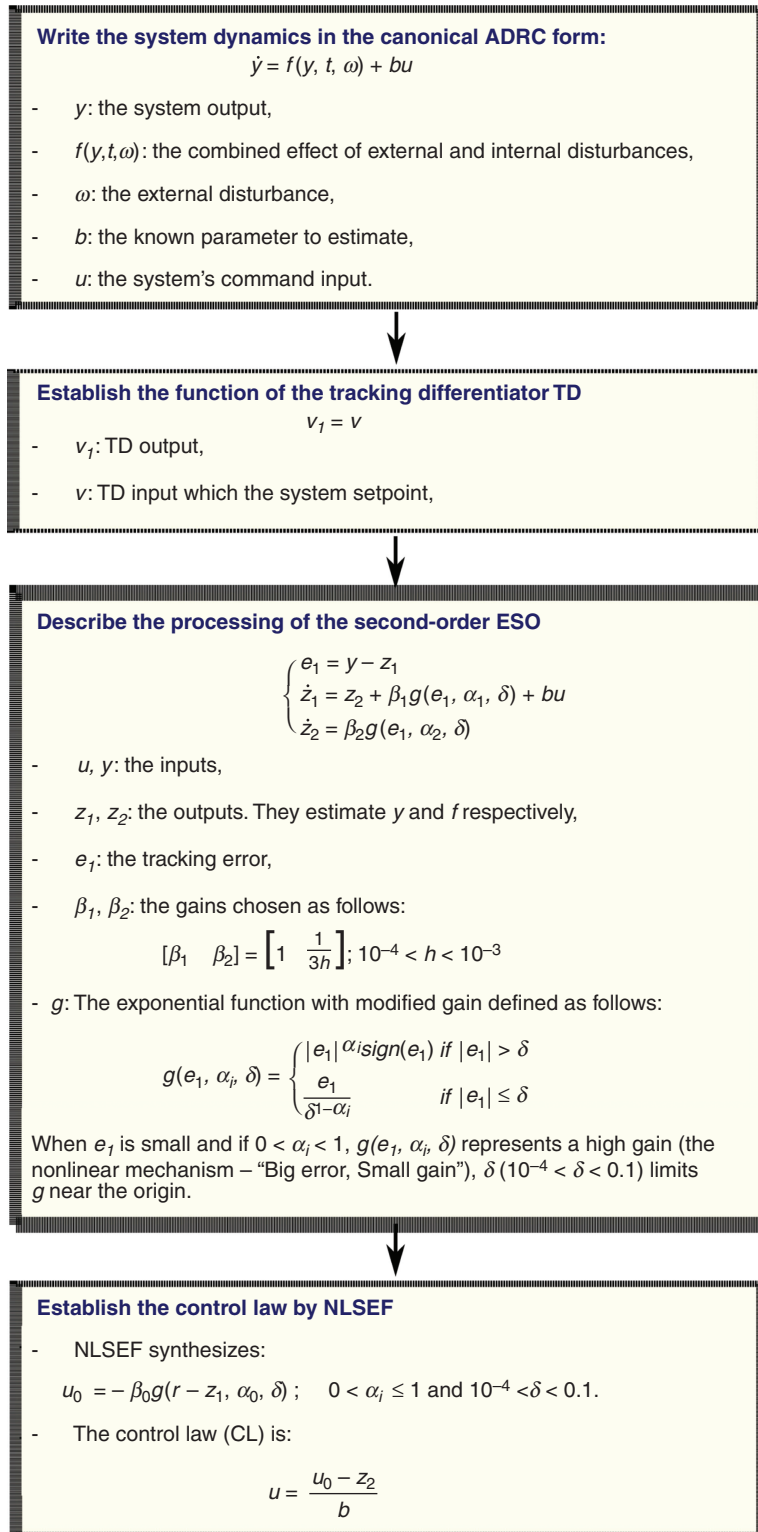 Write the system dynamics in the canonical ADRC form:
ẏ = f(y, t, ω) + bu
- y: the system output,
- f(y,t,ω): the combined effect of external and internal disturbances,
- ω: the external disturbance,
- b: the known parameter to estimate,
- u: the system's command input.
Establish the function of the tracking differentiator TD
v₁ = v
- v₁: TD output,
- v: TD input which the system setpoint,
Describe the processing of the second-order ESO
e₁ = y – z₁
ż₁ = z₂ + β₁g(e₁, α₁, δ) + bu
ż₂ = β₂g(e₁, α₂, δ)
- u, y: the inputs,
- z₁, z₂: the outputs. They estimate y and f respectively,
- e₁: the tracking error,
- β₁, β₂: the gains chosen as follows:
[β₁ β₂] = [1 1/3h]; 10⁻⁴ < h < 10⁻³
- g: The exponential function with modified gain defined as follows:
g(e₁, αᵢ, δ) = { |e₁|^αᵢ sign(e₁) if |e₁| > δ
e₁/δ^1–αᵢ if |e₁| ≤ δ
When e₁ is small and if 0 < αᵢ < 1, g(e₁, αᵢ, δ) represents a high gain (the
nonlinear mechanism – “Big error, Small gain”), δ (10⁻⁴ < δ < 0.1) limits
g near the origin.
Establish the control law by NLSEF
- NLSEF synthesizes:
u₀ = – β₀g(r – z₁, α₀, δ) ; 0 < αᵢ ≤ 1 and 10⁻⁴ <δ < 0.1.
- The control law (CL) is:
u = u₀ – z₂ / b